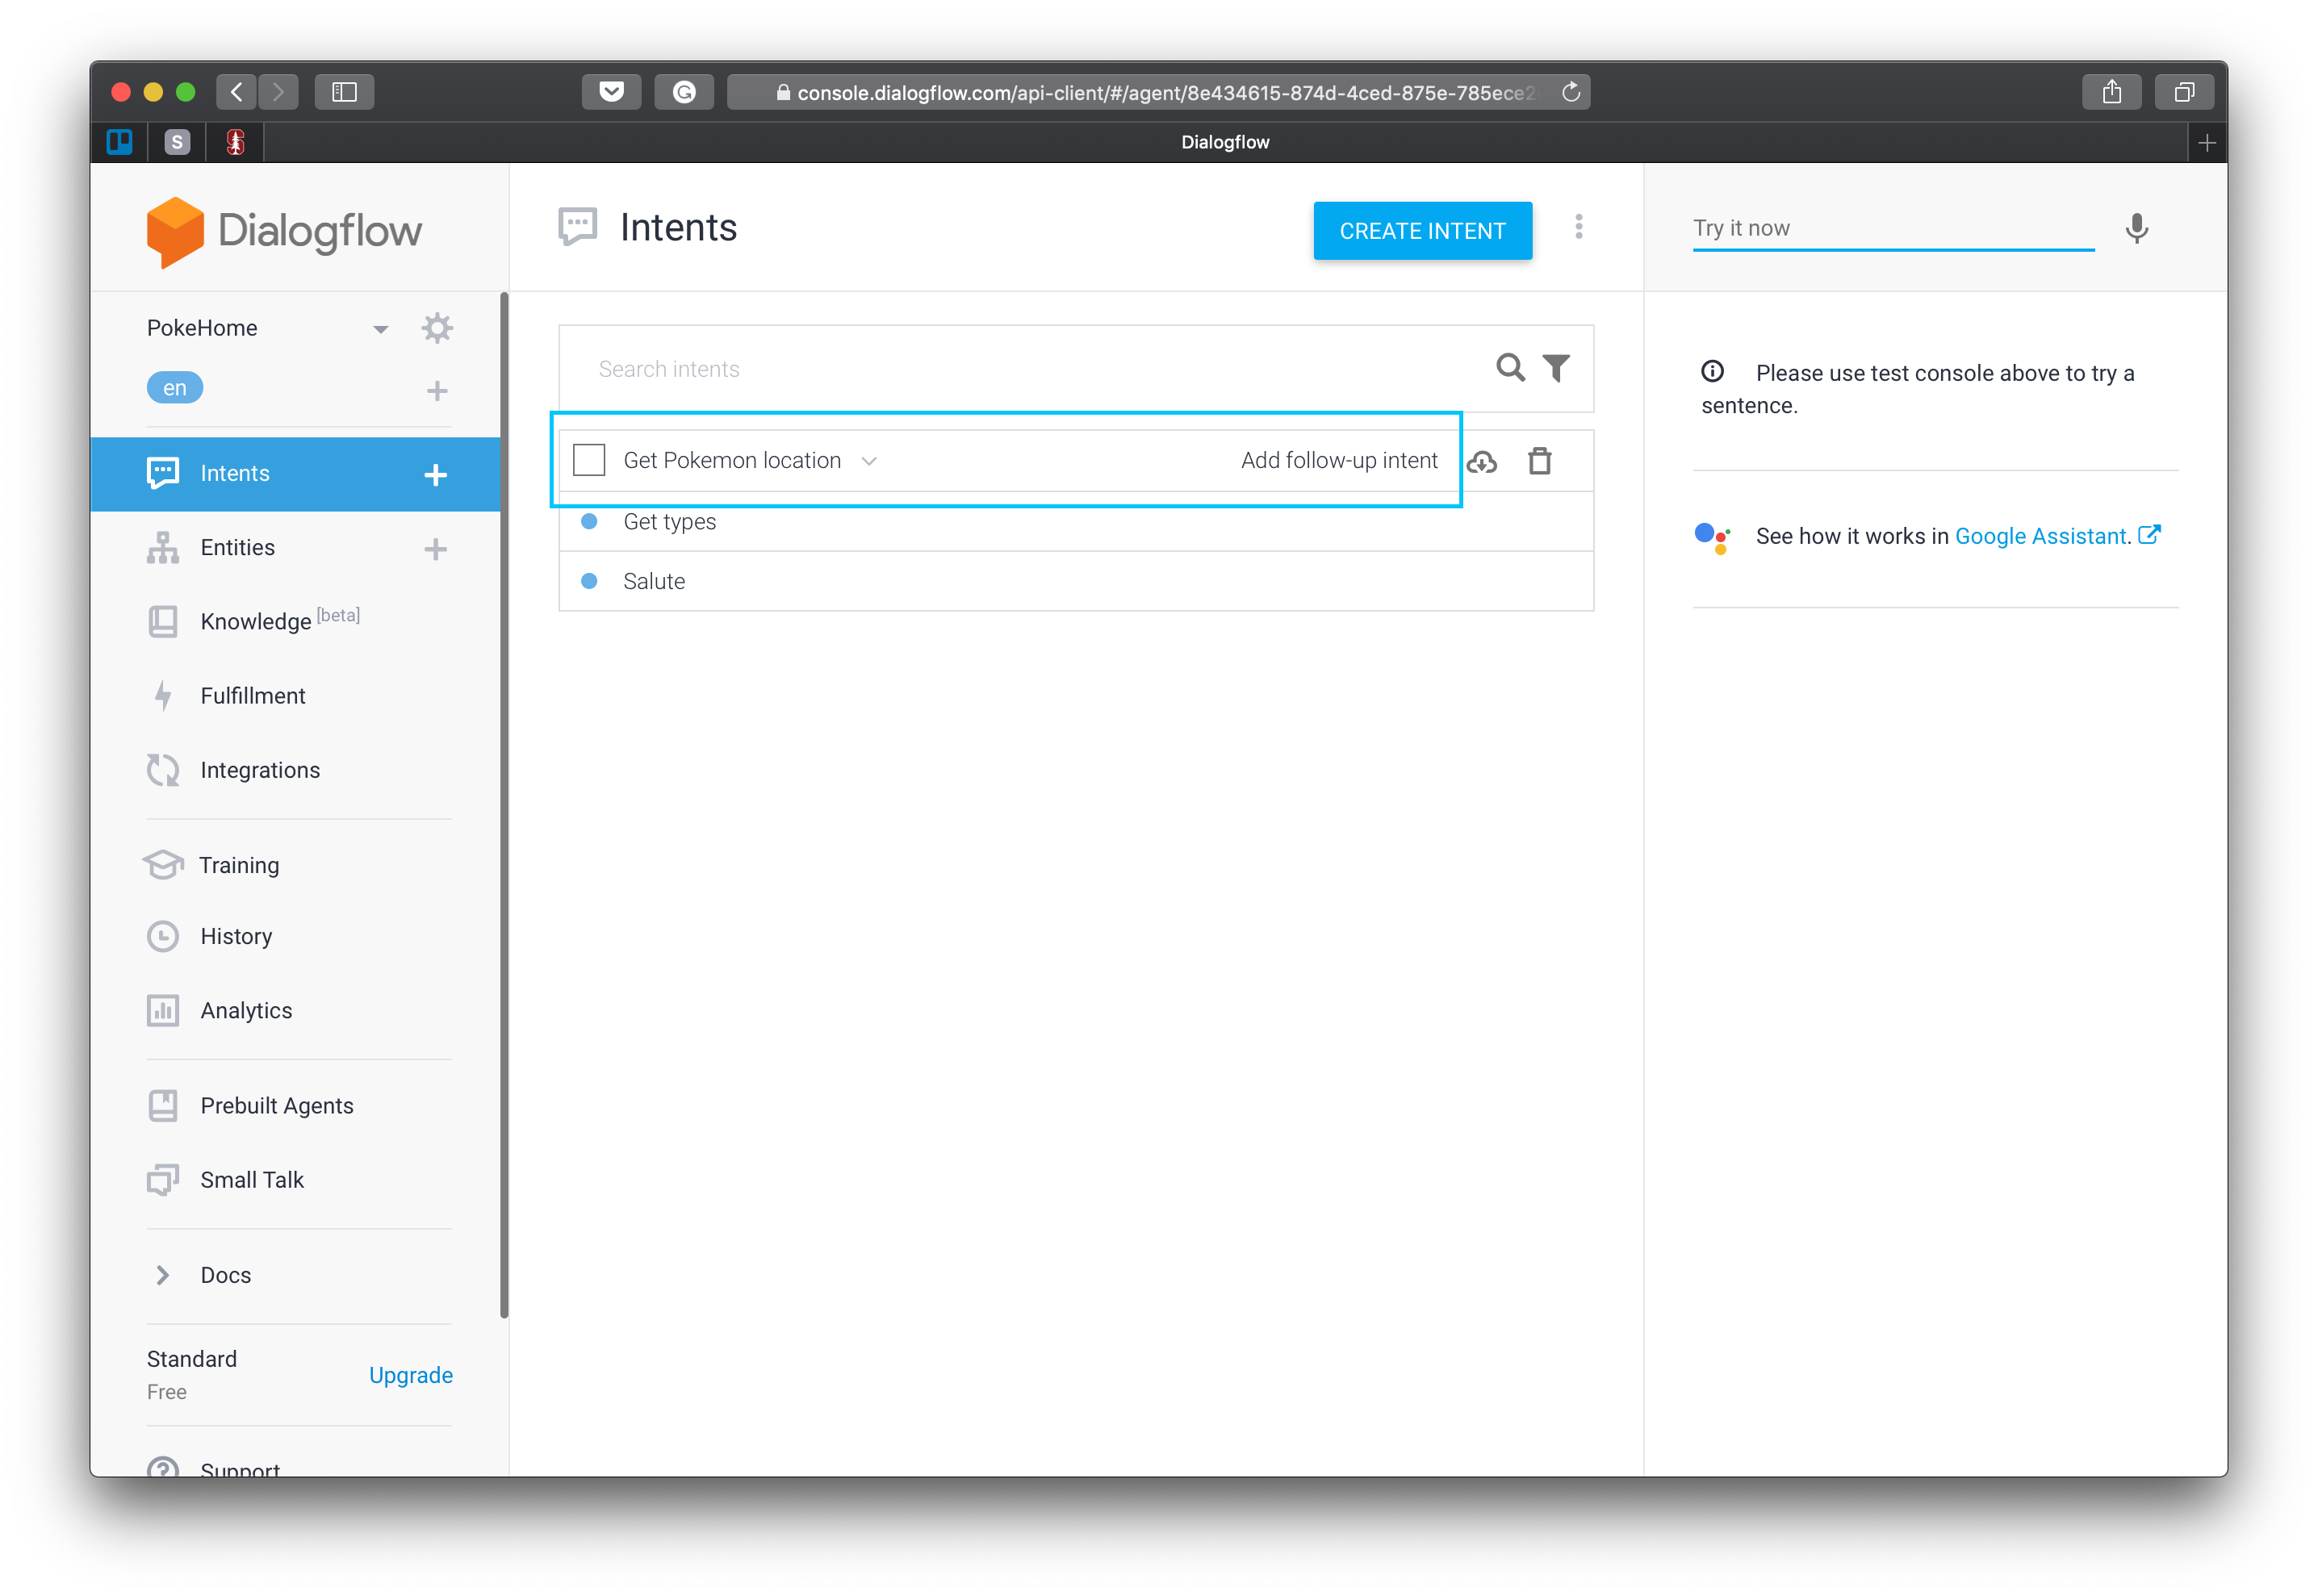 console.dialogflow.com/api-client/#/agent/8e434615-874d-4ced-875e-785ece2
S
Dialogflow
Dialogflow
Intents
CREATE INTENT
Try it now
PokeHome
en
Search intents
Please use test console above to try a
sentence.
Intents
Get Pokemon location
Add follow-up intent
Get types
Salute
See how it works in Google Assistant.
Entities
Knowledge [beta]
Fulfillment
Integrations
Training
History
Analytics
Prebuilt Agents
Small Talk
Docs
Standard
Free
Upgrade
Support